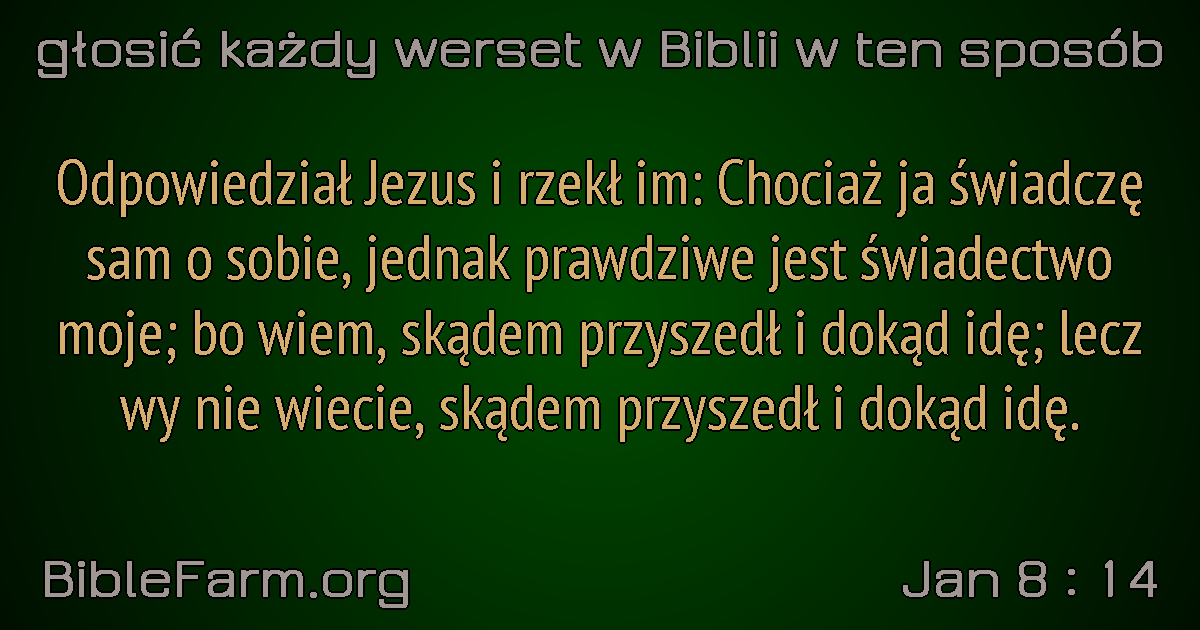 głosić każdy werset w Biblii w ten sposób
Odpowiedział Jezus i rzekł im: Chociaż ja świadczę
sam o sobie, jednak prawdziwe jest świadectwo
moje; bo wiem, skądem przyszedł i dokąd idę; lecz
wy nie wiecie, skądem przyszedł i dokąd idę.
BibleFarm.org
Jan 8 : 14